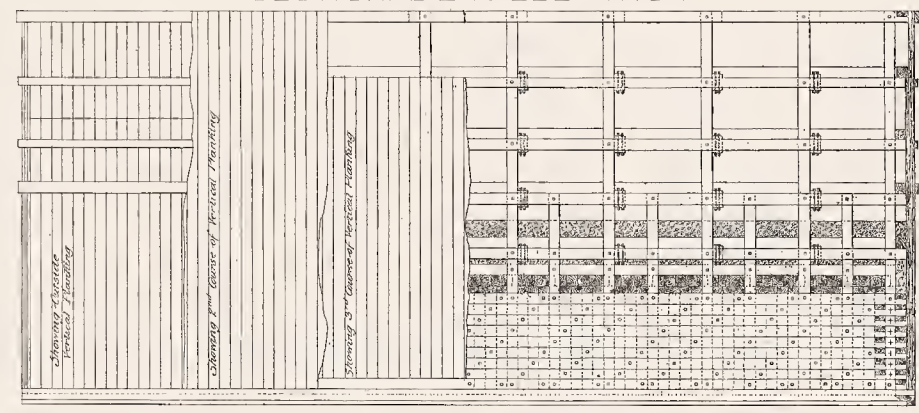 Showing Outside
Vertical Planking
Showing 2nd Course of Vertical Planking
Showing 3rd Course of Vertical Planking